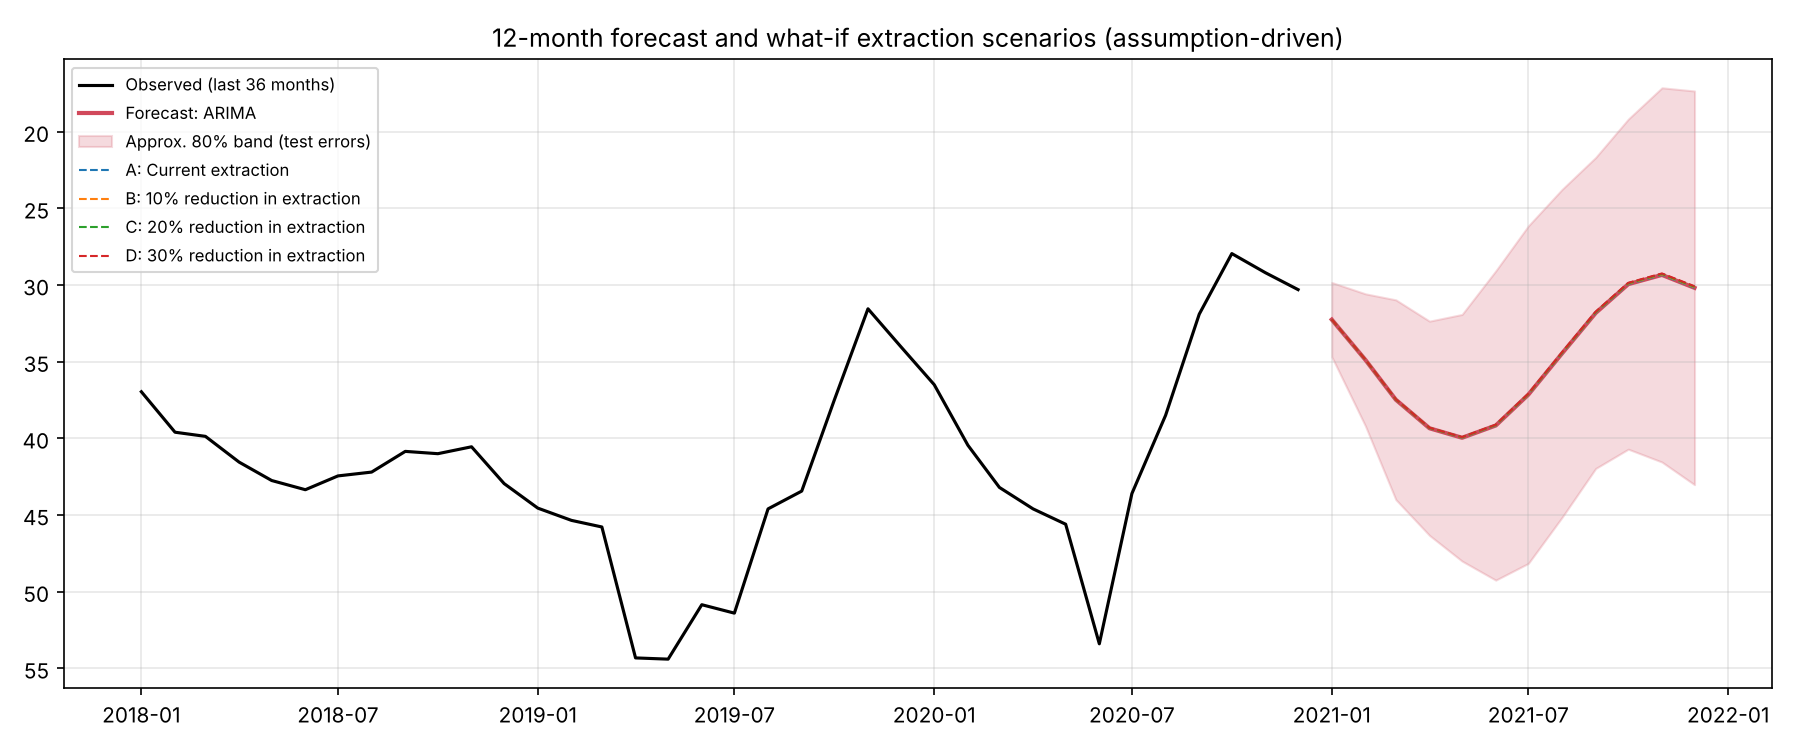 12-month forecast and what-if extraction scenarios (assumption-driven)
Observed (last 36 months)
Forecast: ARIMA
Approx. 80% band (test errors)
A: Current extraction
B: 10% reduction in extraction
C: 20% reduction in extraction
D: 30% reduction in extraction
20
25
30
35
40
45
50
55
2018-01 2018-07 2019-01 2019-07 2020-01 2020-07 2021-01 2021-07 2022-01